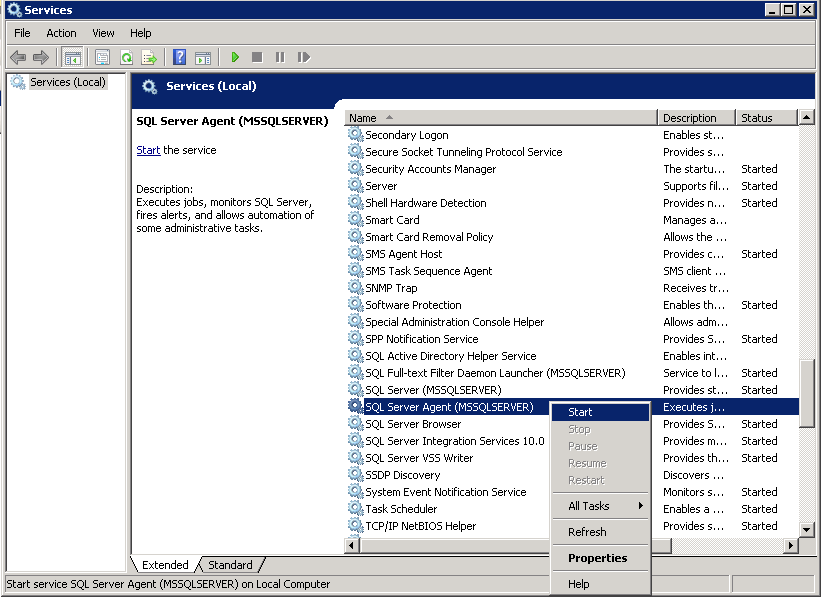 Services
File Action View Help
Services (Local)
Services (Local)
SQL Server Agent (MSSQLSERVER)
Start the service
Description:
Executes jobs, monitors SQL Server,
fires alerts, and allows automation of
some administrative tasks.
Name Description Status
Secondary Logon Enables st...
Secure Socket Tunneling Protocol Service Provides s...
Security Accounts Manager The startu... Started
Server Supports fil... Started
Shell Hardware Detection Provides n... Started
Smart Card Manages a...
Smart Card Removal Policy Allows the ...
SMS Agent Host Provides c... Started
SMS Task Sequence Agent SMS client ...
SNMP Trap Receives tr...
Software Protection Enables th... Started
Special Administration Console Helper Allows adm...
SPP Notification Service Provides S... Started
SQL Active Directory Helper Service Enables int...
SQL Full-text Filter Daemon Launcher (MSSQLSERVER) Service to l... Started
SQL Server (MSSQLSERVER) Provides st... Started
SQL Server Agent (MSSQLSERVER) Executes j...
SQL Server Browser Provides S... Started
SQL Server Integration Services 10.0 Provides m... Started
SQL Server VSS Writer Provides th... Started
SSDP Discovery Discovers ...
System Event Notification Service Monitors s... Started
Task Scheduler Enables a ... Started
TCP/IP NetBIOS Helper Provides s... Started
Start
Stop
Pause
Resume
Restart
All Tasks
Refresh
Properties
Help
Extended Standard
Start service SQL Server Agent (MSSQLSERVER) on Local Computer